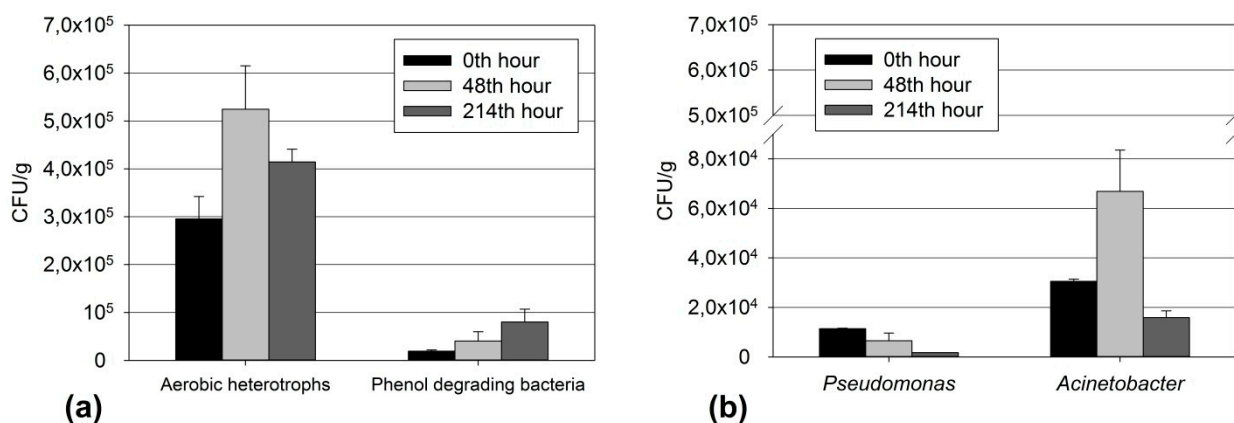 7,0x10⁵
6,0x10⁵
5,0x10⁵
4,0x10⁵
3,0x10⁵
2,0x10⁵
10⁵
0
CFU/g
0th hour
48th hour
214th hour
Aerobic heterotrophs
Phenol degrading bacteria
(a)
7,0x10⁵
6,0x10⁵
5,0x10⁵
8,0x10⁴
6,0x10⁴
4,0x10⁴
2,0x10⁴
0
CFU/g
0th hour
48th hour
214th hour
Pseudomonas
Acinetobacter
(b)